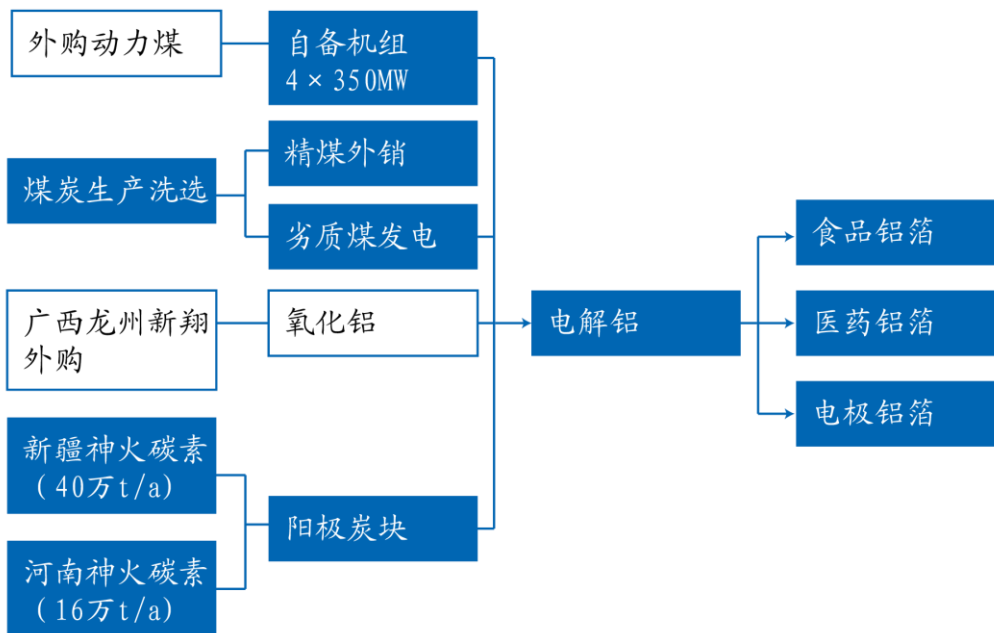 外购动力煤
自备机组
4 × 350MW
煤炭生产洗选
精煤外销
劣质煤发电
广西龙州新翔
外购
氧化铝
新疆神火碳素
(40万t/a)
河南神火碳素
(16万t/a)
阳极炭块
电解铝
食品铝箔
医药铝箔
电极铝箔